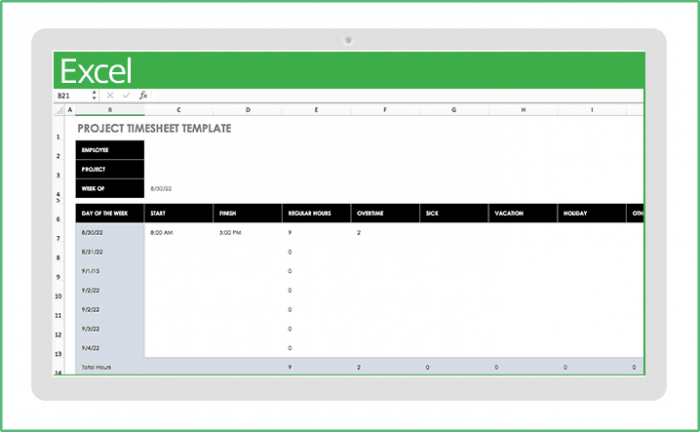 Excel
B21 fx
A B C D E F G H I
1 PROJECT TIMESHEET TEMPLATE
2 EMPLOYEE
3 PROJECT
4 WEEK OF 8/30/22
5
6 DAY OF THE WEEK START FINISH REGULAR HOURS OVERTIME SICK VACATION HOLIDAY OTH
7 8/30/22 8:00 AM 5:00 PM 9 2
8 8/31/22 0
9 9/1/15 0
10 9/2/22 0
11 9/2/22 0
12 9/3/22 0
13 9/4/22 0
14 Total Hours 9 2 0 0 0 0